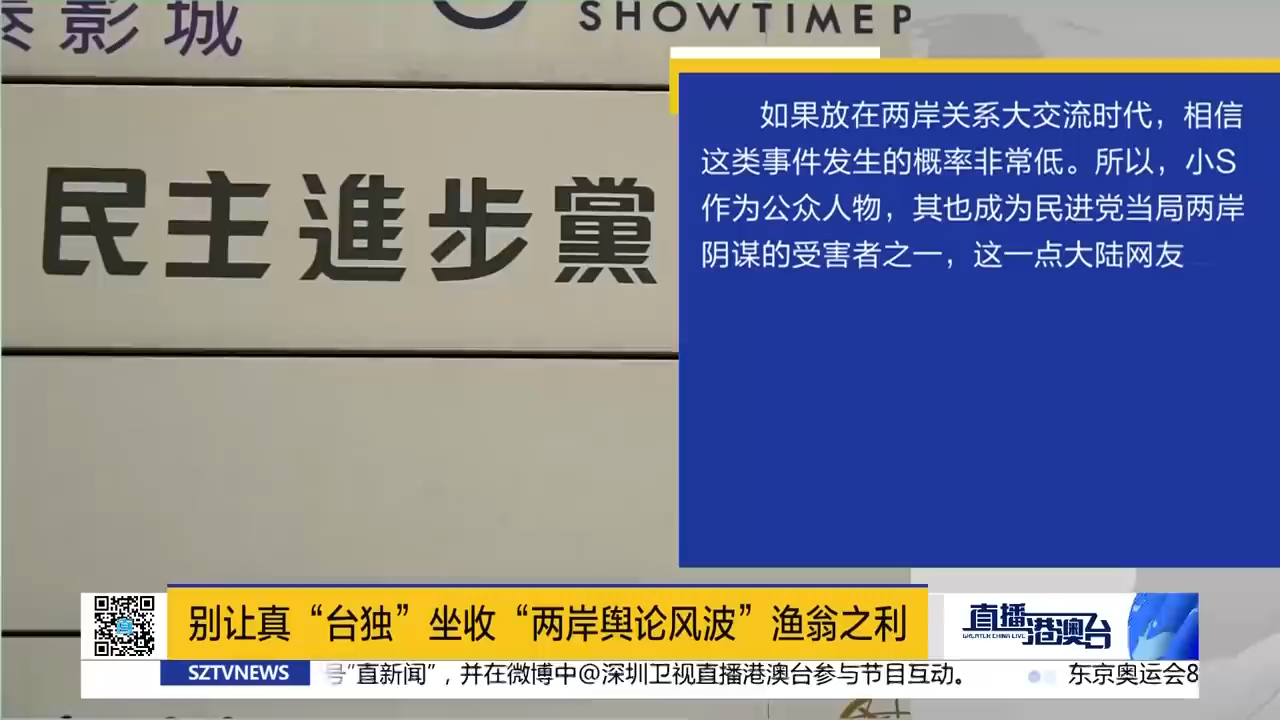 影城
SHOWTIME P
民主進步黨
如果放在两岸关系大交流时代，相信
这类事件发生的概率非常低。所以，小S
作为公众人物，其也成为民进党当局两岸
阴谋的受害者之一，这一点大陆网友
别让真“台独”坐收“两岸舆论风波”渔翁之利
直播港澳台
GREATER CHINA LIVE
SZTVNEWS
号“直新闻”，并在微博中@深圳卫视直播港澳台参与节目互动。
东京奥运会8